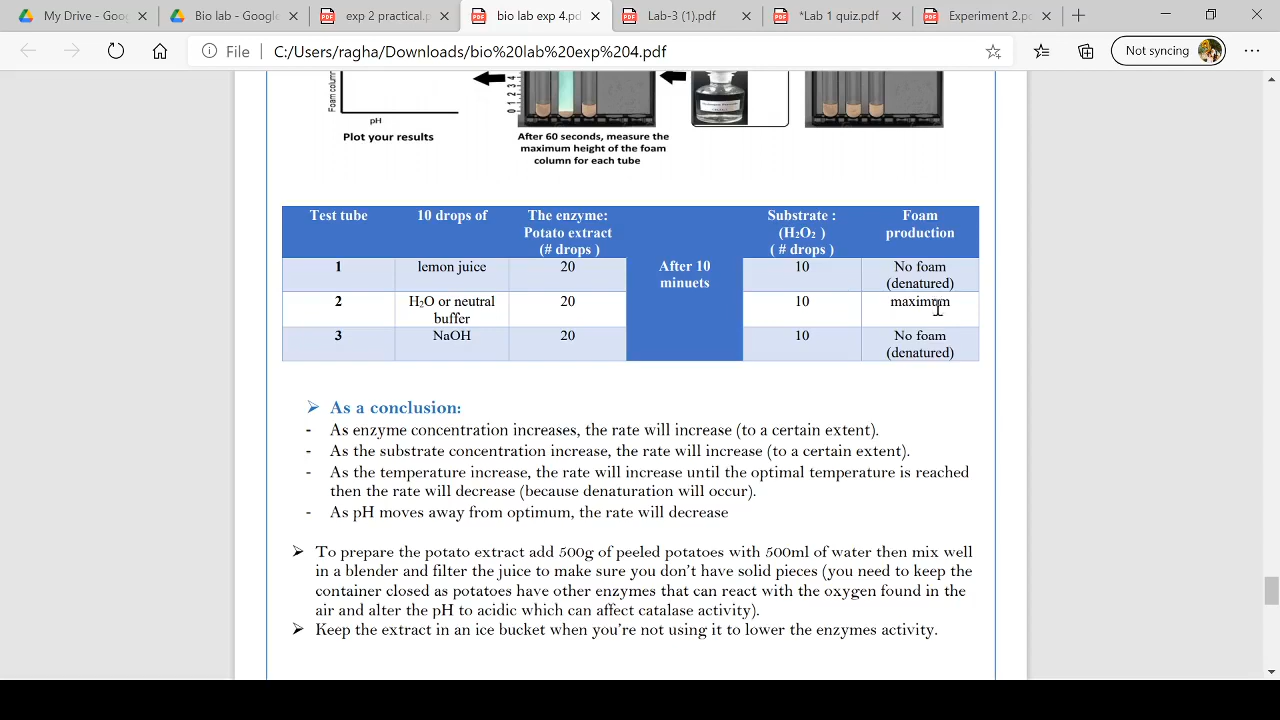 My Drive - Goog
Bio lab - Google
exp 2 practical.p
bio lab exp 4.pd
Lab-3 (1).pdf
*Lab 1 quiz.pdf
Experiment 2.pd
File
C:/Users/ragha/Downloads/bio%20lab%20exp%204.pdf
Not syncing
Foam colum
pH
Plot your results
0 1 2 3 4
After 60 seconds, measure the
maximum height of the foam
column for each tube
Test tube 10 drops of The enzyme: Substrate : Foam
Potato extract (H₂O₂ ) production
(# drops ) ( # drops )
1 lemon juice 20 After 10 10 No foam
minuets (denatured)
2 H₂O or neutral 20 10 maximum
buffer
3 NaOH 20 10 No foam
(denatured)
➢ As a conclusion:
- As enzyme concentration increases, the rate will increase (to a certain extent).
- As the substrate concentration increase, the rate will increase (to a certain extent).
- As the temperature increase, the rate will increase until the optimal temperature is reached
then the rate will decrease (because denaturation will occur).
- As pH moves away from optimum, the rate will decrease
➢ To prepare the potato extract add 500g of peeled potatoes with 500ml of water then mix well
in a blender and filter the juice to make sure you don't have solid pieces (you need to keep the
container closed as potatoes have other enzymes that can react with the oxygen found in the
air and alter the pH to acidic which can affect catalase activity).
➢ Keep the extract in an ice bucket when you're not using it to lower the enzymes activity.